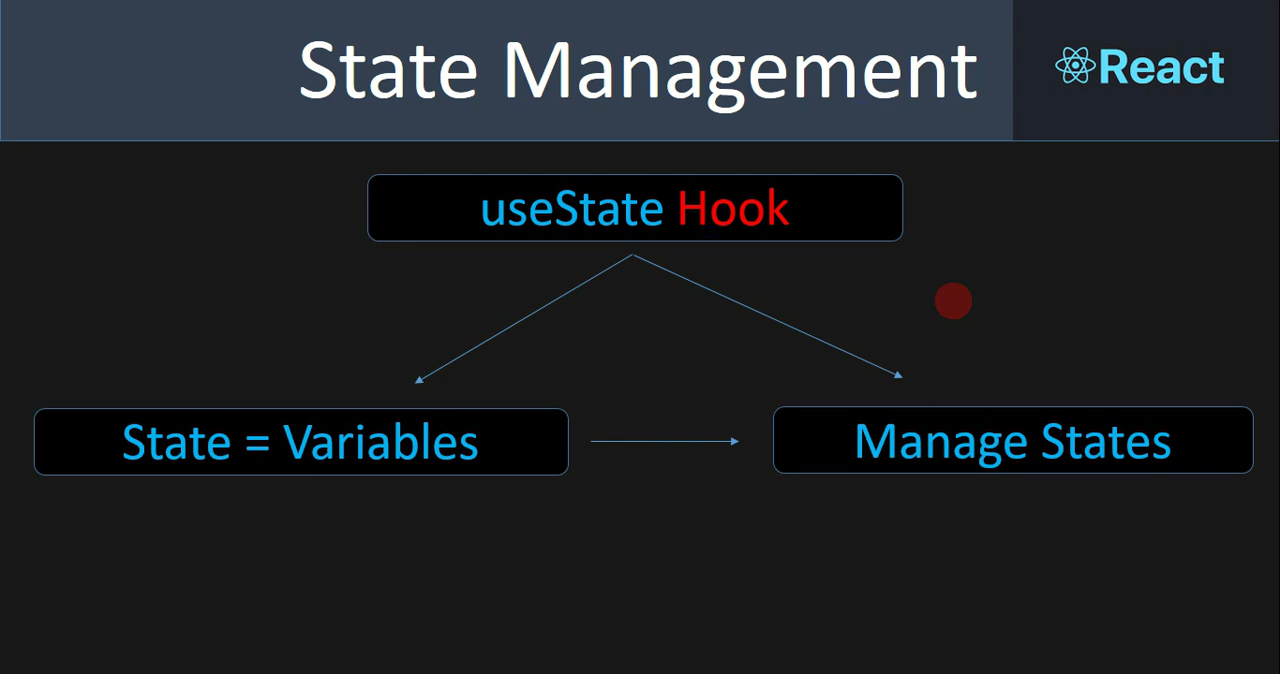 State Management
React
useState Hook
State = Variables
Manage States